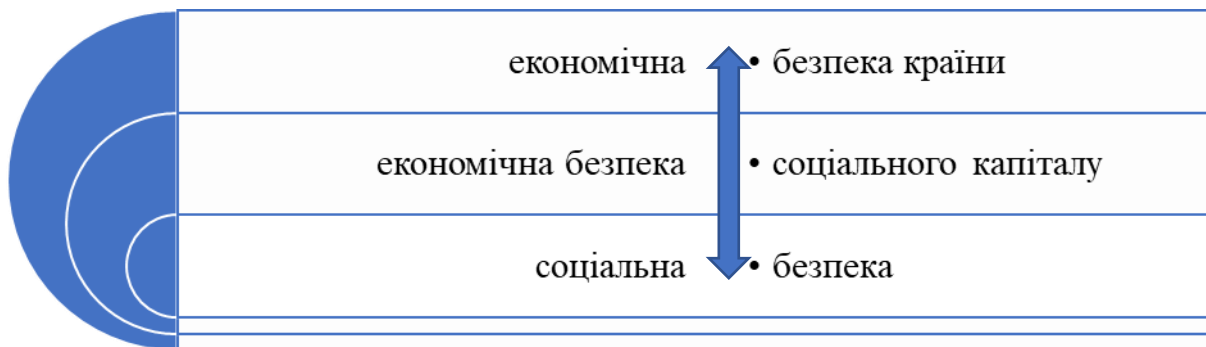 економічна • безпека країни
економічна безпека • соціального капіталу
соціальна • безпека